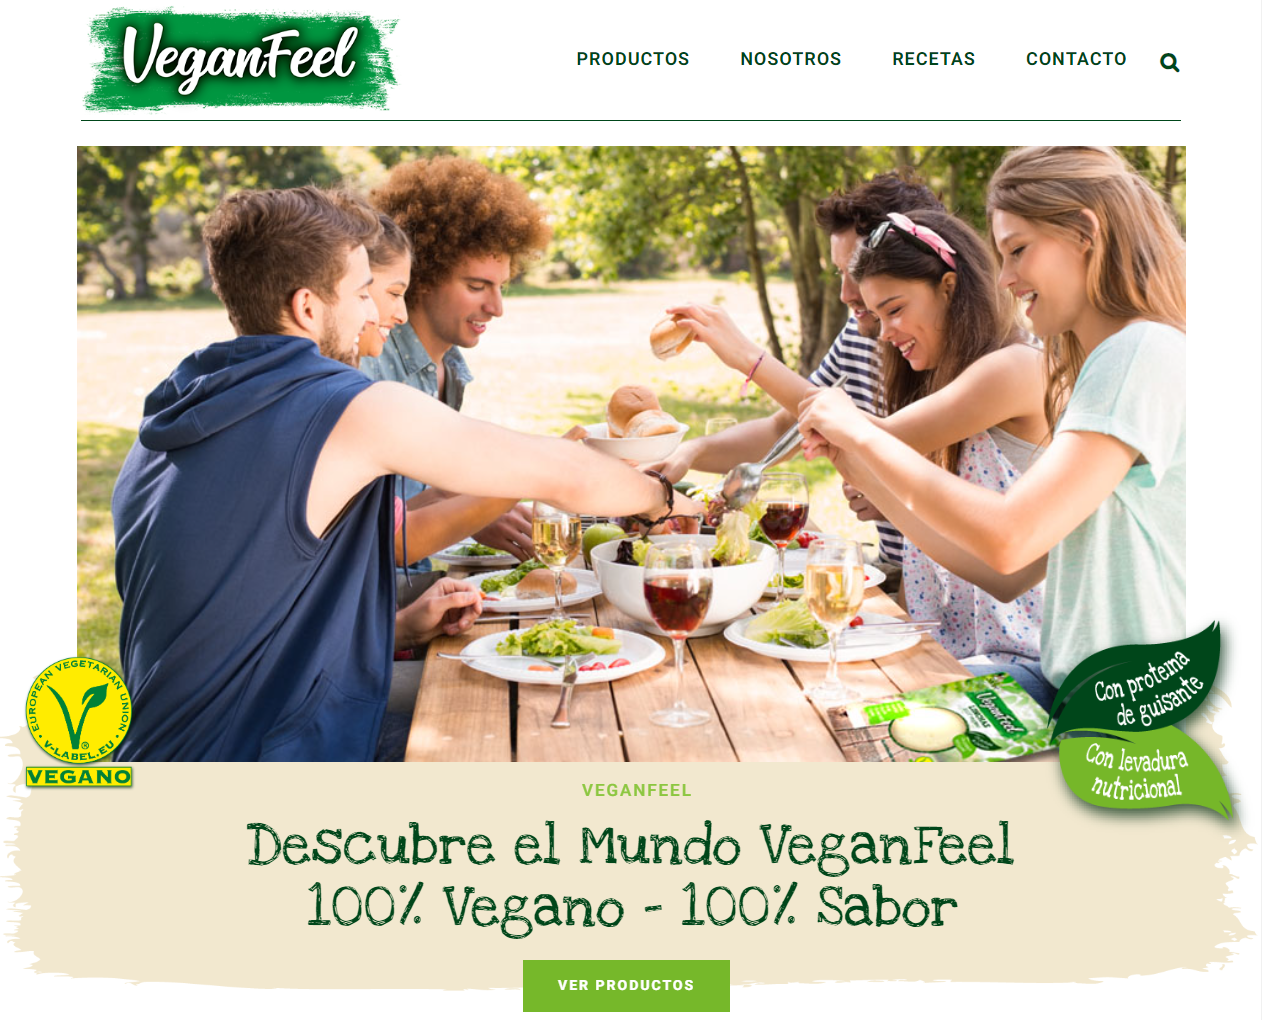 VeganFeel
PRODUCTOS
NOSOTROS
RECETAS
CONTACTO
VeganFeel
EUROPEAN VEGETARIAN UNION
V-LABEL.EU
®
VEGANO
Con proteína
de guisante
Con levadura
nutricional
VEGANFEEL
Descubre el Mundo VeganFeel
100% Vegano - 100% Sabor
VER PRODUCTOS